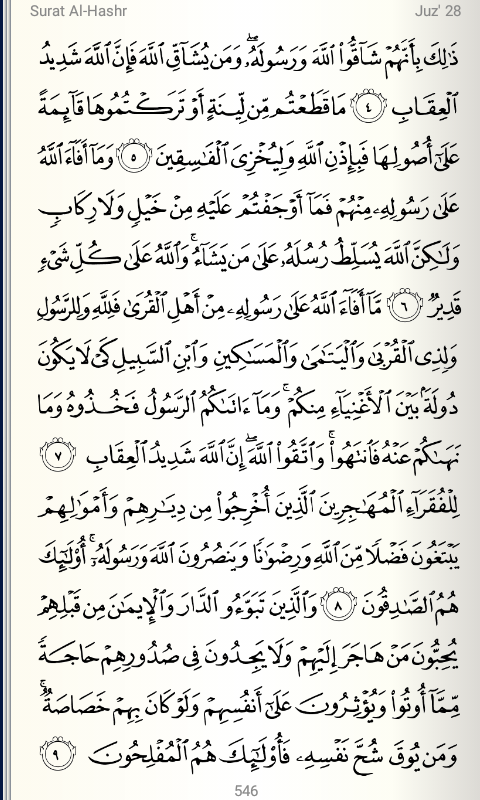 Surat Al-Hashr Juz' 28
ذَٰلِكَ بِأَنَّهُمْ شَآقُّوا۟ ٱللَّهَ وَرَسُولَهُۥ ۖ وَمَن يُشَآقِّ ٱللَّهَ فَإِنَّ ٱللَّهَ شَدِيدُ
ٱلْعِقَابِ ٤ مَا قَطَعْتُم مِّن لِّينَةٍ أَوْ تَرَكْتُمُوهَا قَآئِمَةً
عَلَىٰٓ أُصُولِهَا فَبِإِذْنِ ٱللَّهِ وَلِيُخْزِىَ ٱلْفَـٰسِقِينَ ٥ وَمَآ أَفَآءَ ٱللَّهُ
عَلَىٰ رَسُولِهِۦ مِنْهُمْ فَمَآ أَوْجَفْتُمْ عَلَيْهِ مِنْ خَيْلٍ وَلَا رِكَابٍ
وَلَـٰكِنَّ ٱللَّهَ يُسَلِّطُ رُسُلَهُۥ عَلَىٰ مَن يَشَآءُ ۚ وَٱللَّهُ عَلَىٰ كُلِّ شَىْءٍ
قَدِيرٌ ٦ مَّآ أَفَآءَ ٱللَّهُ عَلَىٰ رَسُولِهِۦ مِنْ أَهْلِ ٱلْقُرَىٰ فَلِلَّهِ وَلِلرَّسُولِ
وَلِذِى ٱلْقُرْبَىٰ وَٱلْيَتَـٰمَىٰ وَٱلْمَسَـٰكِينِ وَٱبْنِ ٱلسَّبِيلِ كَىْ لَا يَكُونَ
دُولَةًۢ بَيْنَ ٱلْأَغْنِيَآءِ مِنكُمْ ۚ وَمَآ ءَاتَىٰكُمُ ٱلرَّسُولُ فَخُذُوهُ وَمَا
نَهَىٰكُمْ عَنْهُ فَٱنتَهُوا۟ ۚ وَٱتَّقُوا۟ ٱللَّهَ ۖ إِنَّ ٱللَّهَ شَدِيدُ ٱلْعِقَابِ ٧
لِلْفُقَرَآءِ ٱلْمُهَـٰجِرِينَ ٱلَّذِينَ أُخْرِجُوا۟ مِن دِيَـٰرِهِمْ وَأَمْوَٰلِهِمْ
يَبْتَغُونَ فَضْلًا مِّنَ ٱللَّهِ وَرِضْوَٰنًا وَيَنصُرُونَ ٱللَّهَ وَرَسُولَهُۥٓ ۚ أُو۟لَـٰٓئِكَ
هُمُ ٱلصَّـٰدِقُونَ ٨ وَٱلَّذِينَ تَبَوَّءُو ٱلدَّارَ وَٱلْإِيمَـٰنَ مِن قَبْلِهِمْ
يُحِبُّونَ مَنْ هَاجَرَ إِلَيْهِمْ وَلَا يَجِدُونَ فِى صُدُورِهِمْ حَاجَةً
مِّمَّآ أُوتُوا۟ وَيُؤْثِرُونَ عَلَىٰٓ أَنفُسِهِمْ وَلَوْ كَانَ بِهِمْ خَصَاصَةٌ ۚ
وَمَن يُوقَ شُحَّ نَفْسِهِۦ فَأُو۟لَـٰٓئِكَ هُمُ ٱلْمُفْلِحُونَ ٩
546